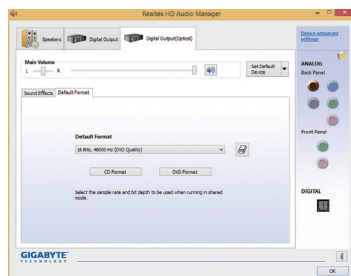 Realtek HD Audio Manager
Speakers
Digital Output
Digital Output(Optical)
Device advanced
settings
Main Volume
L
R
Set Default
Device
ANALOG
Back Panel
Sound Effects
Default Format
Default Format
16 Bits, 48000 Hz (DVD Quality)
CD Format
DVD Format
Select the sample rate and bit depth to be used when running in shared
mode.
Front Panel
DIGITAL
GIGABYTE
TECHNOLOGY
OK